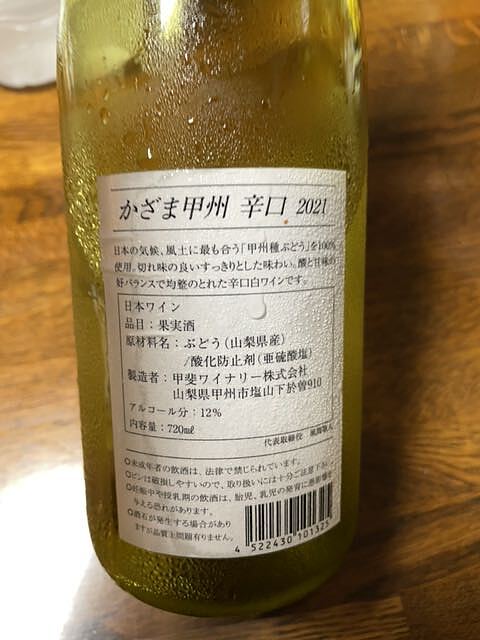 かざま甲州 辛口 2021
日本の気候、風土に最も合う「甲州種ぶどう」を100%
使用。切れ味の良いすっきりとした味わい。酸と甘味の
好バランスで均整のとれた辛口白ワインです。
日本ワイン
品目：果実酒
原材料名：ぶどう（山梨県産）
/酸化防止剤（亜硫酸塩）
製造者：甲斐ワイナリー株式会社
山梨県甲州市塩山下於曽910
アルコール分：12%
内容量：720㎖
代表取締役
○未成年者の飲酒は、法律で禁じられています。
○ビンは破損しやすいので、取り扱いには十分ご注意下さ
○妊娠中や授乳期の飲酒は、胎児、乳児の発育に悪影響を
与える恐れがあります。
○酒石が発生する場合があり
ますが品質上問題有りません。
4 522430 101325